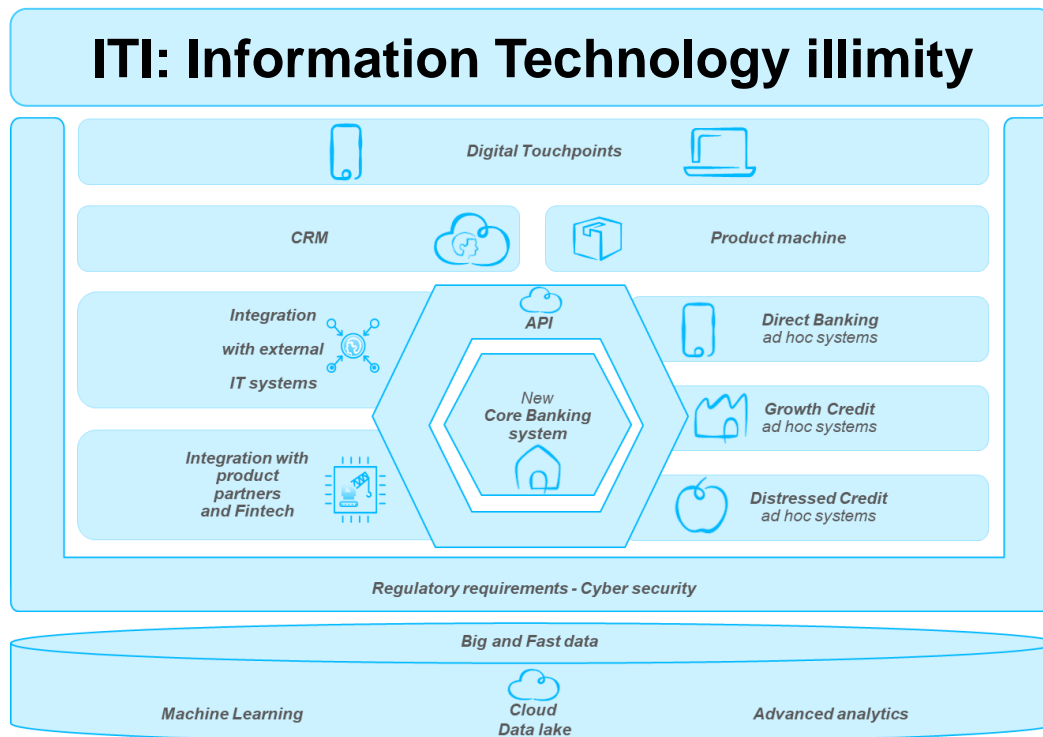 ITI: Information Technology illimity
Digital Touchpoints
CRM
Product machine
Integration
with external
IT systems
API
Direct Banking
ad hoc systems
New
Core Banking
system
Growth Credit
ad hoc systems
Integration with
product
partners
and Fintech
Distressed Credit
ad hoc systems
Regulatory requirements - Cyber security
Big and Fast data
Machine Learning
Cloud
Data lake
Advanced analytics